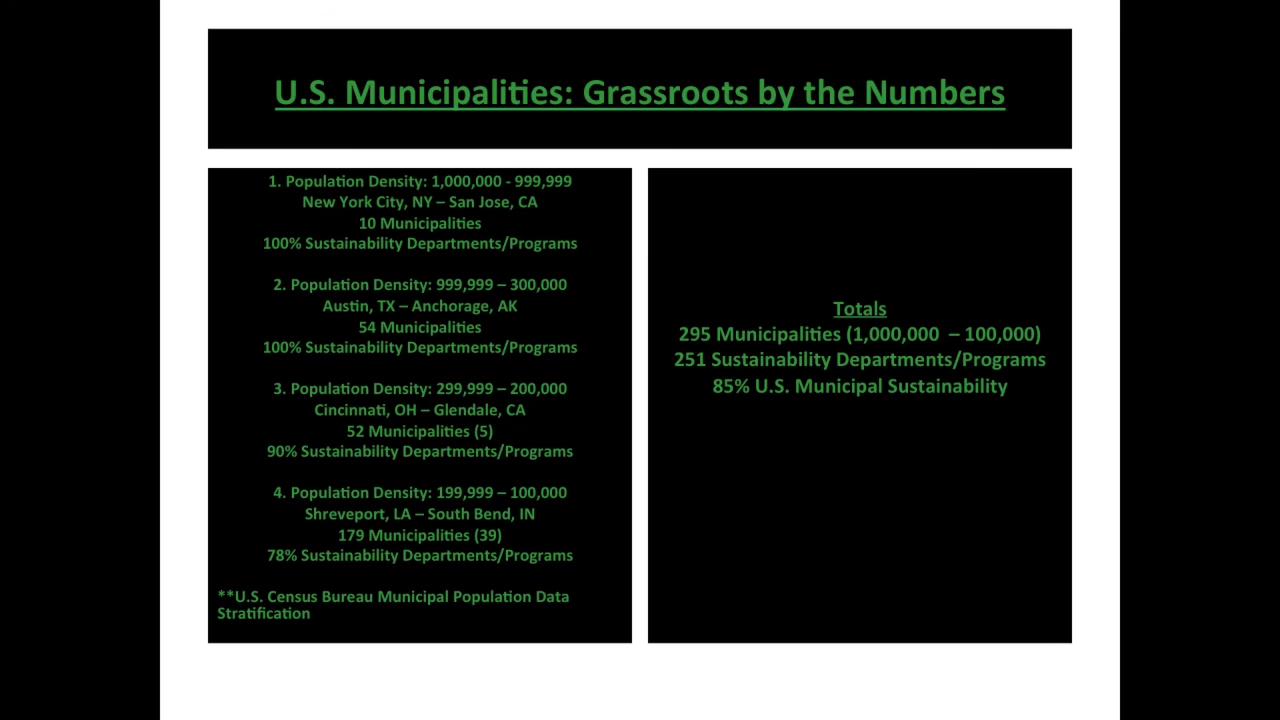 U.S. Municipalities: Grassroots by the Numbers
1. Population Density: 1,000,000 - 999,999
New York City, NY – San Jose, CA
10 Municipalities
100% Sustainability Departments/Programs
2. Population Density: 999,999 – 300,000
Austin, TX – Anchorage, AK
54 Municipalities
100% Sustainability Departments/Programs
3. Population Density: 299,999 – 200,000
Cincinnati, OH – Glendale, CA
52 Municipalities (5)
90% Sustainability Departments/Programs
4. Population Density: 199,999 – 100,000
Shreveport, LA – South Bend, IN
179 Municipalities (39)
78% Sustainability Departments/Programs
**U.S. Census Bureau Municipal Population Data
Stratification
Totals
295 Municipalities (1,000,000 – 100,000)
251 Sustainability Departments/Programs
85% U.S. Municipal Sustainability